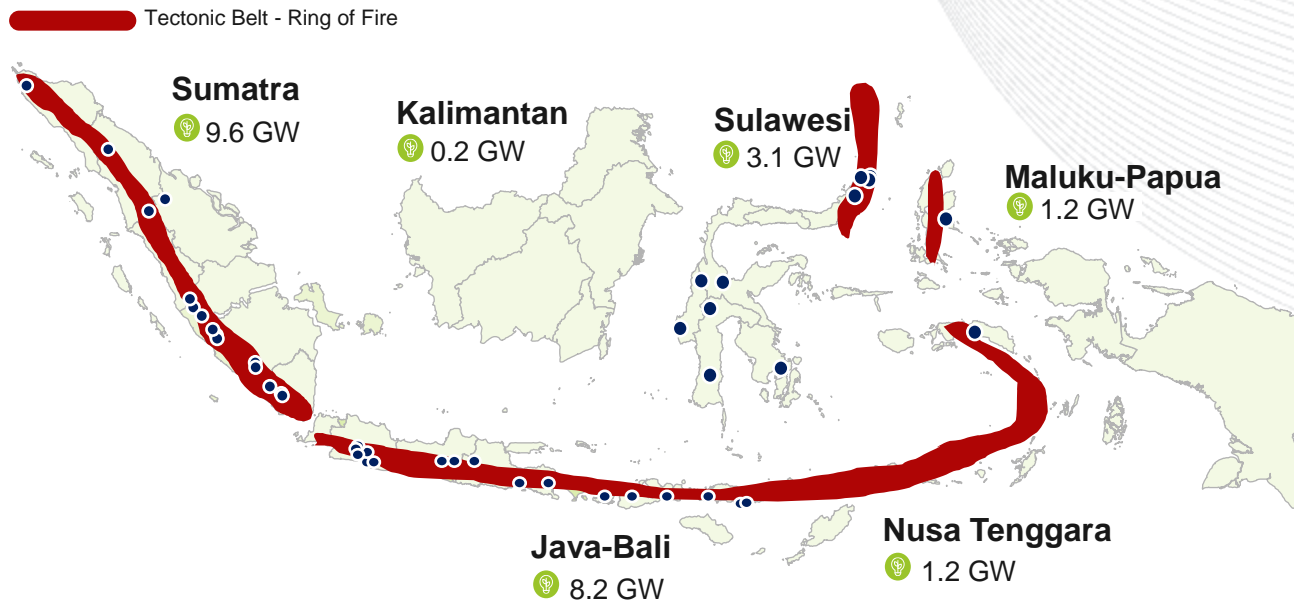 Tectonic Belt - Ring of Fire
Sumatra
9.6 GW
Kalimantan
0.2 GW
Sulawesi
3.1 GW
Maluku-Papua
1.2 GW
Java-Bali
8.2 GW
Nusa Tenggara
1.2 GW